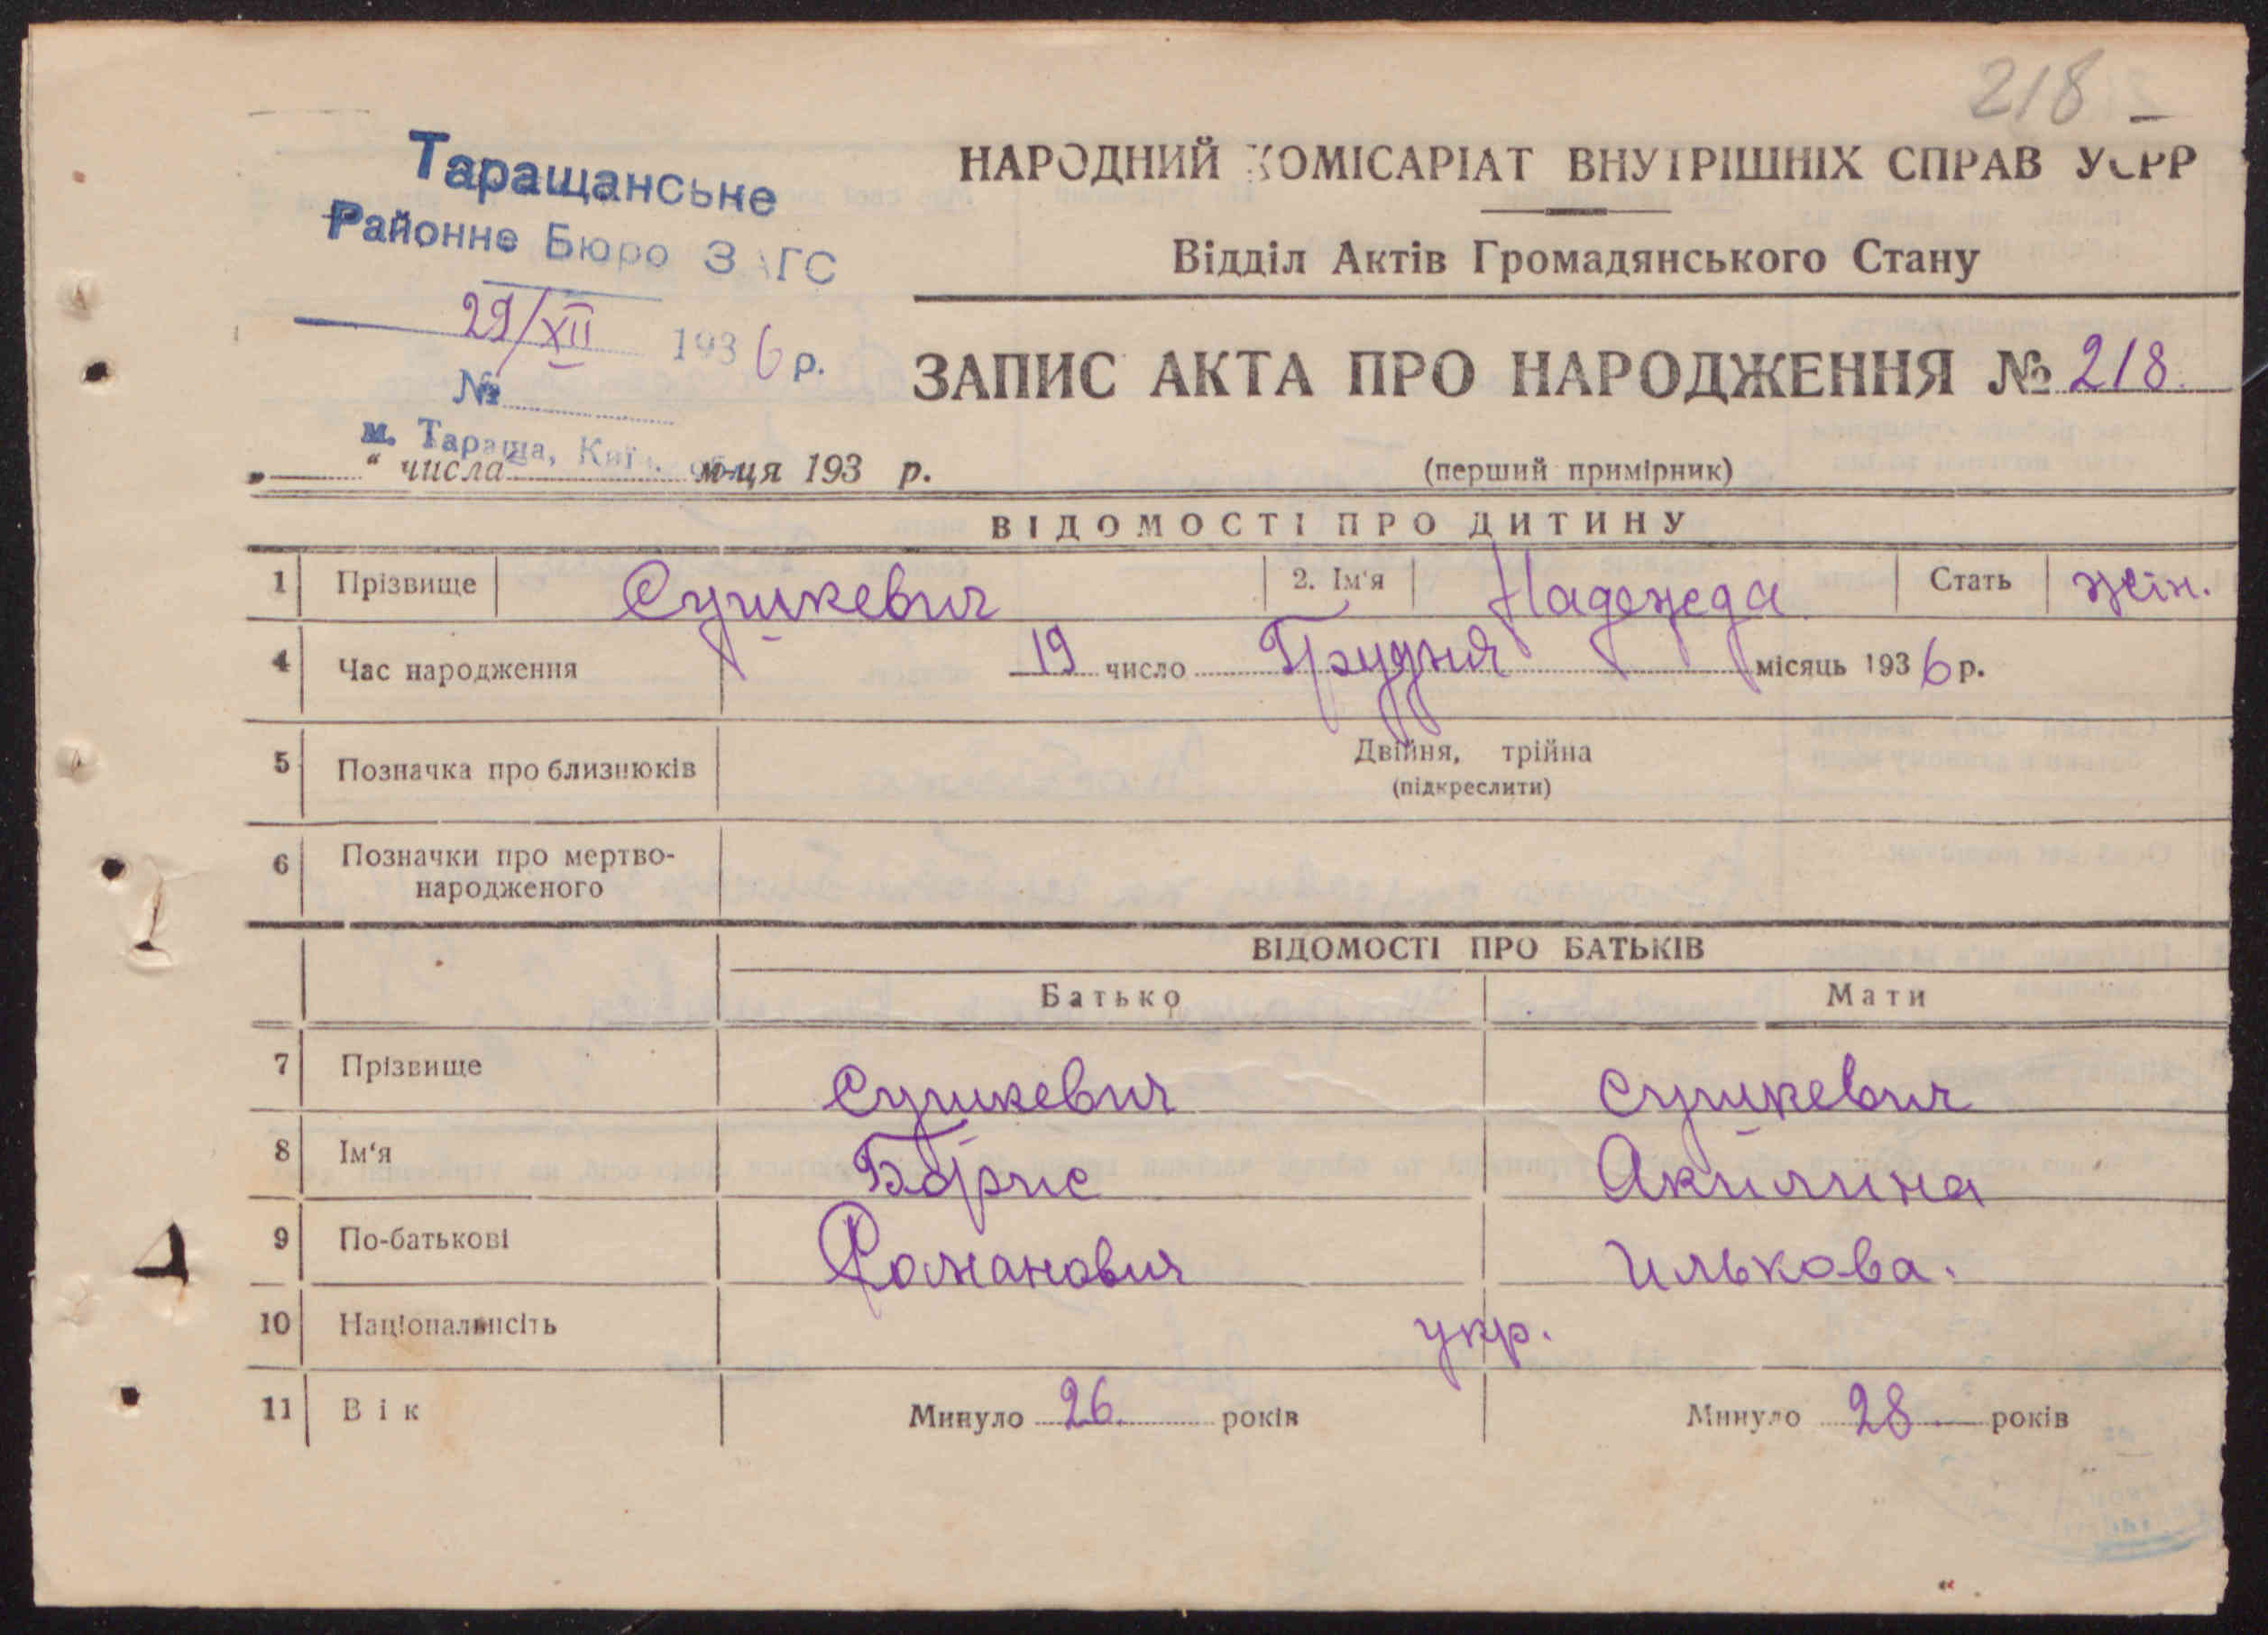 218
Таращанське
Районне Бюро ЗАГС
29/XII 1936 р.
№
м. Тараща, Київ. обл.
„ “ числа м-ця 193 р.
НАРОДНИЙ КОМІСАРІАТ ВНУТРІШНІХ СПРАВ УСРР
Відділ Актів Громадянського Стану
ЗАПИС АКТА ПРО НАРОДЖЕННЯ № 218.
(перший примірник)
ВІДОМОСТІ ПРО ДИТИНУ
1 Прізвище Сушкевич 2. Ім‘я Надежда Стать жін.
4 Час народження 19 число Грудня місяць 1936 р.
5 Позначка про близнюків Двійня, трійна
(підкреслити)
6 Позначки про мертво-
народженого
ВІДОМОСТІ ПРО БАТЬКІВ
Батько Мати
7 Прізвище Сушкевич Сушкевич
8 Ім‘я Борис Акилина
9 По-батькові Романович Илькова.
10 Національність укр.
11 Вік Минуло 26. років Минуло 28 років